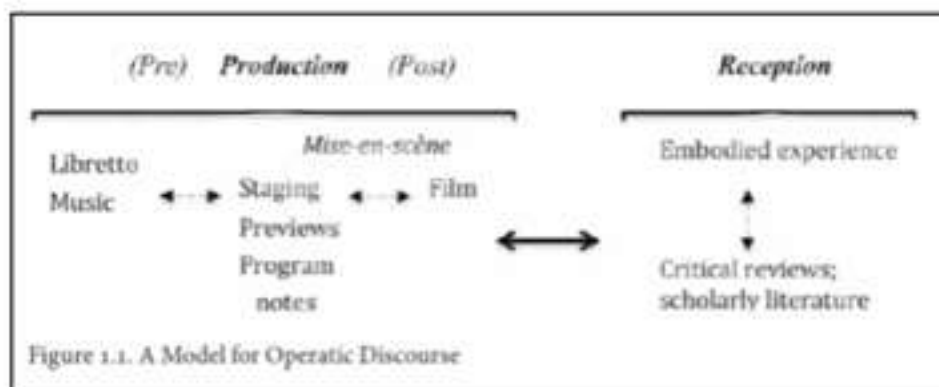 (Pre) Production (Post) Reception
Mise-en-scène
Libretto
Music
Staging
Film
Previews
Program
notes
Embodied experience
Critical reviews;
scholarly literature
Figure 1.1. A Model for Operatic Discourse